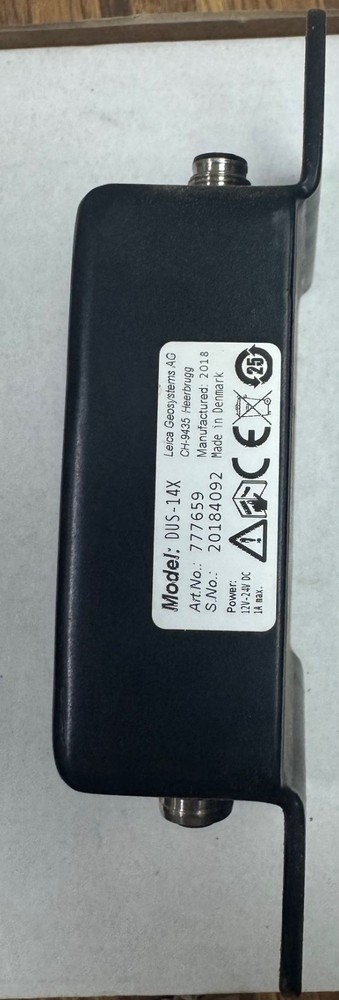 Model: DUS-14X
Leica Geosystems AG
CH-9435 Heerbrugg
Art.No.: 777659
Manufactured: 2018
S.No.: 20184092
Made in Denmark
Power:
12V-24V DC
1A max.
CE
25